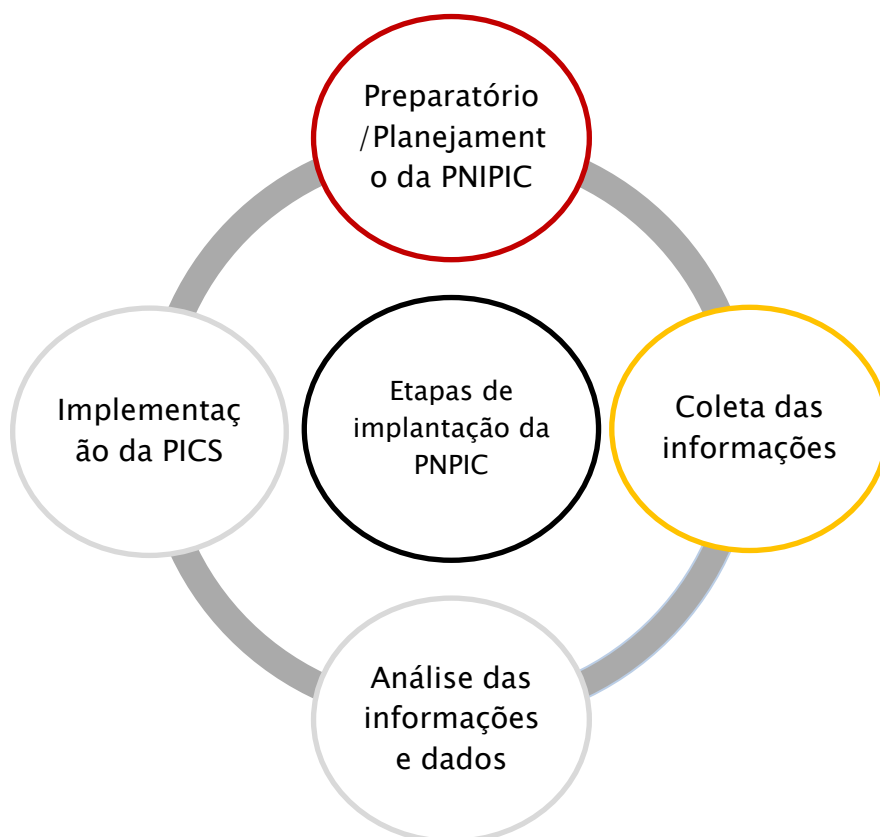 Preparatório
/Planejament
o da PNIPIC
Implementaç
ão da PICS
Etapas de
implantação da
PNPIC
Coleta das
informações
Análise das
informações
e dados